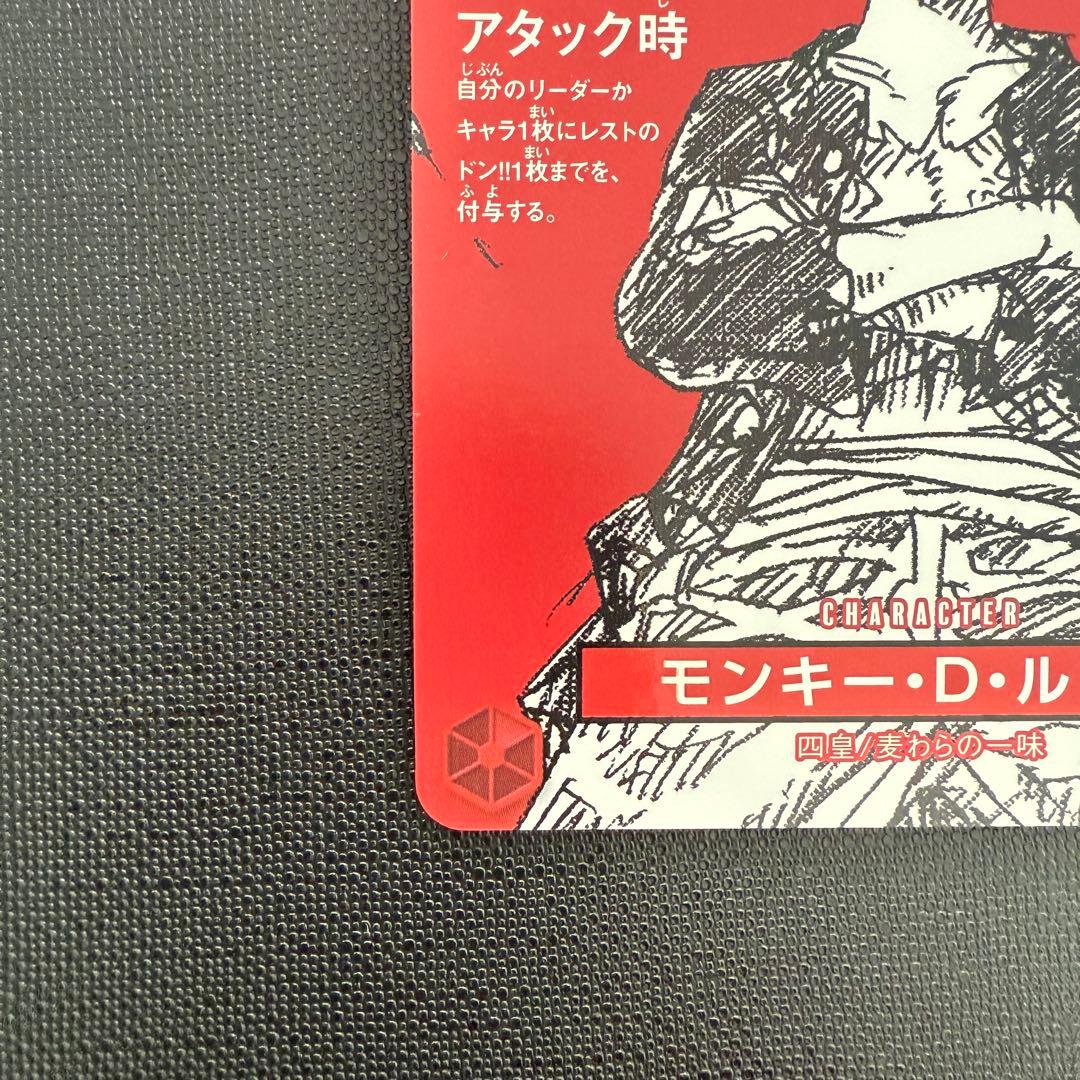 アタック時
自分のリーダーか
キャラ1枚にレストの
ドン!!1枚までを、
付与する。
CHARACTER
モンキー・D・ル
四皇/麦わらの一味